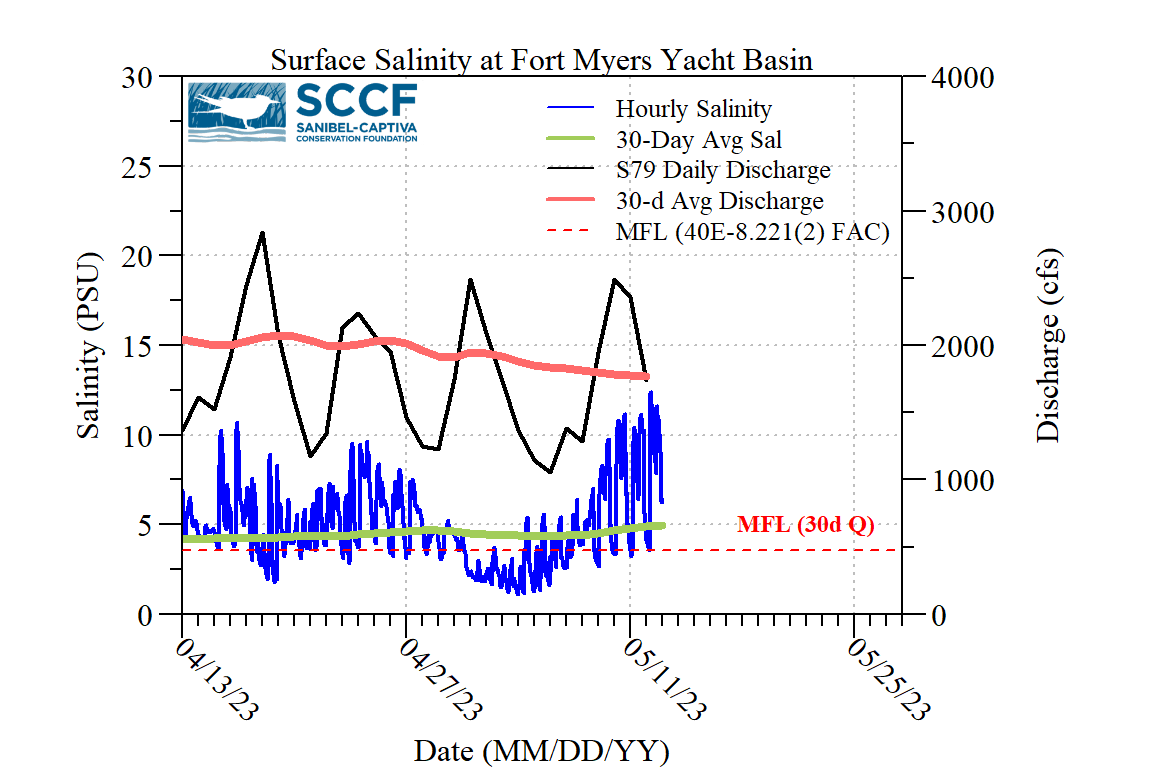 Surface Salinity at Fort Myers Yacht Basin
SCCF
SANIBEL-CAPTIVA
CONSERVATION FOUNDATION
Hourly Salinity
30-Day Avg Sal
S79 Daily Discharge
30-d Avg Discharge
MFL (40E-8.221(2) FAC)
30
25
20
15
10
5
0
Salinity (PSU)
4000
3000
2000
1000
0
Discharge (cfs)
MFL (30d Q)
04/13/23
04/27/23
05/11/23
05/25/23
Date (MM/DD/YY)